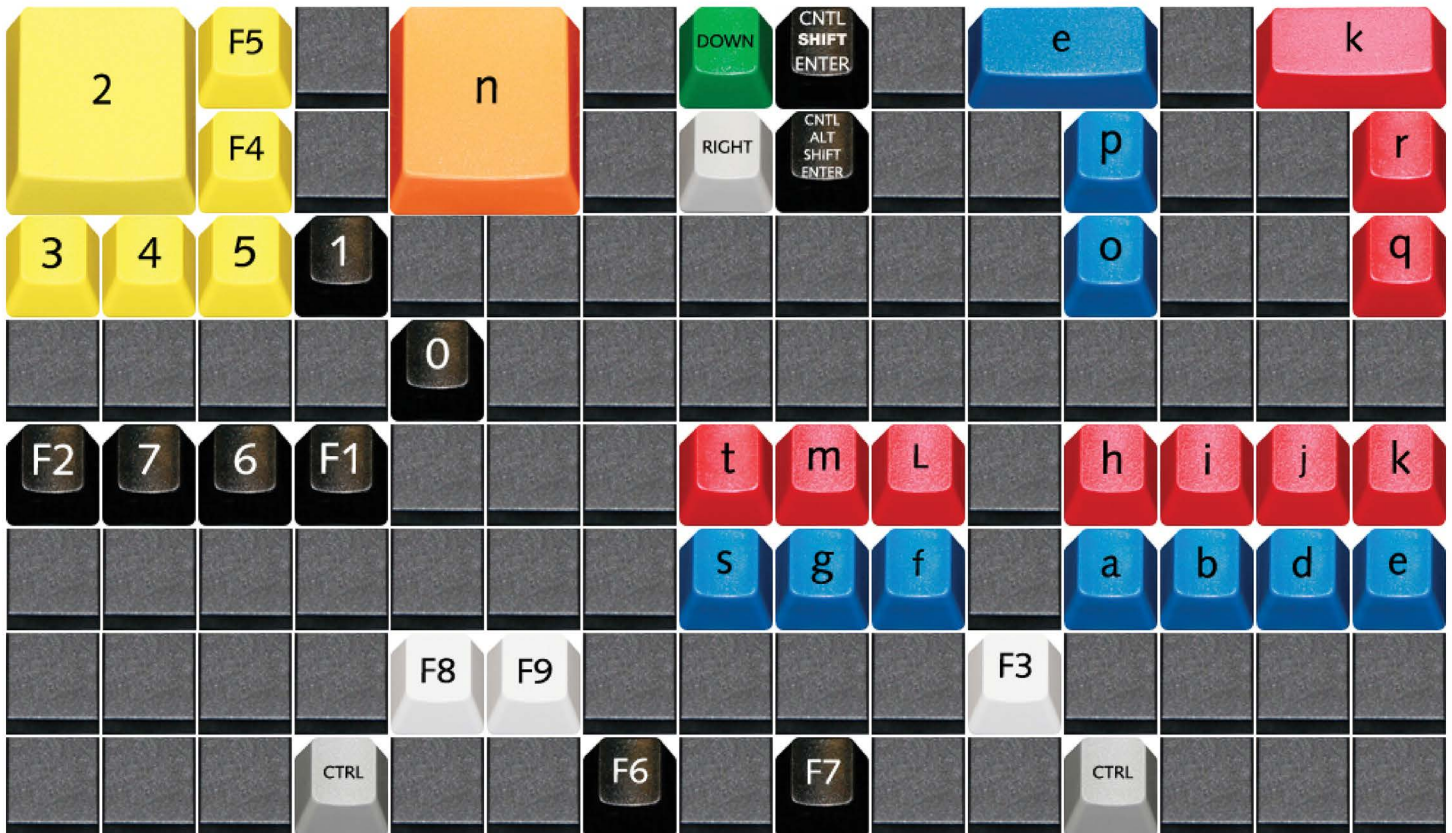 2 F5 n DOWN CNTL SHIFT ENTER e k
F4 RIGHT CNTL ALT SHIFT ENTER p r
3 4 5 1 o q
0
F2 7 6 F1 t m L h i j k
s g f a b d e
F8 F9 F3
CTRL F6 F7 CTRL